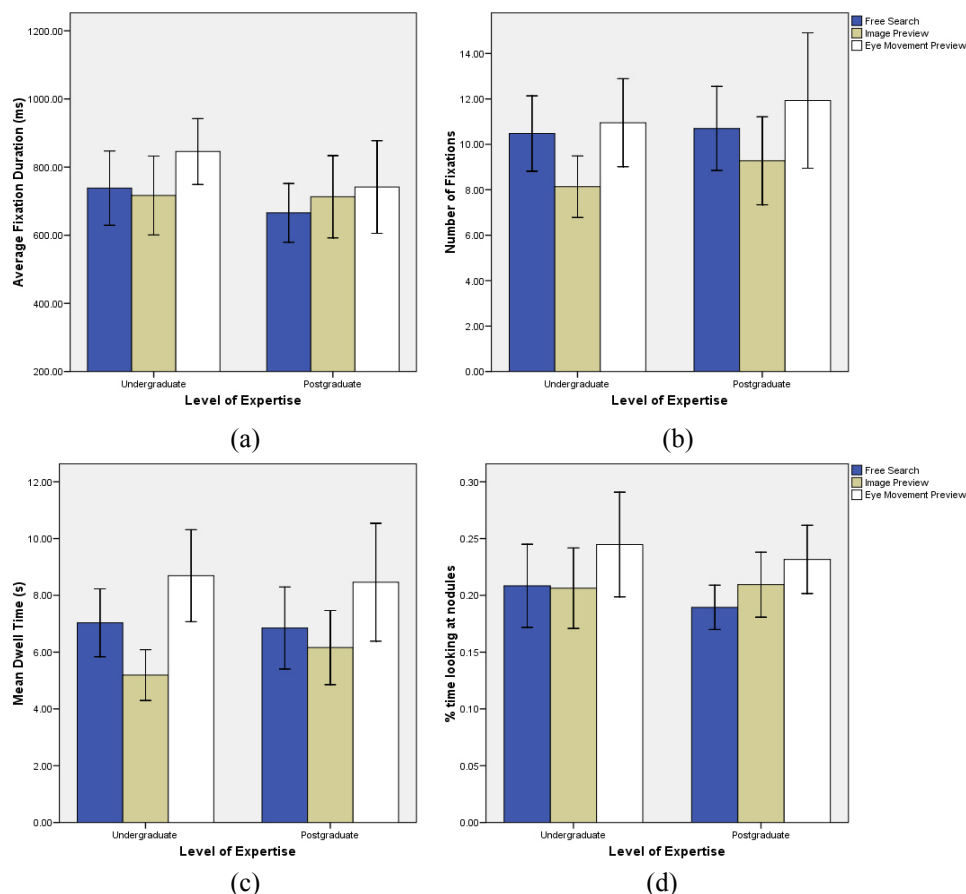 1200.00
1000.00
800.00
600.00
400.00
200.00
Average Fixation Duration (ms)
Undergraduate
Postgraduate
Level of Expertise
(a)
14.00
12.00
10.00
8.00
6.00
4.00
2.00
0.00
Number of Fixations
Undergraduate
Postgraduate
Level of Expertise
Free Search
Image Preview
Eye Movement Preview
(b)
12.00
10.00
8.00
6.00
4.00
2.00
0.00
Mean Dwell Time (s)
Undergraduate
Postgraduate
Level of Expertise
(c)
0.30
0.25
0.20
0.15
0.10
0.05
0.00
% time looking at nodules
Undergraduate
Postgraduate
Level of Expertise
Free Search
Image Preview
Eye Movement Preview
(d)